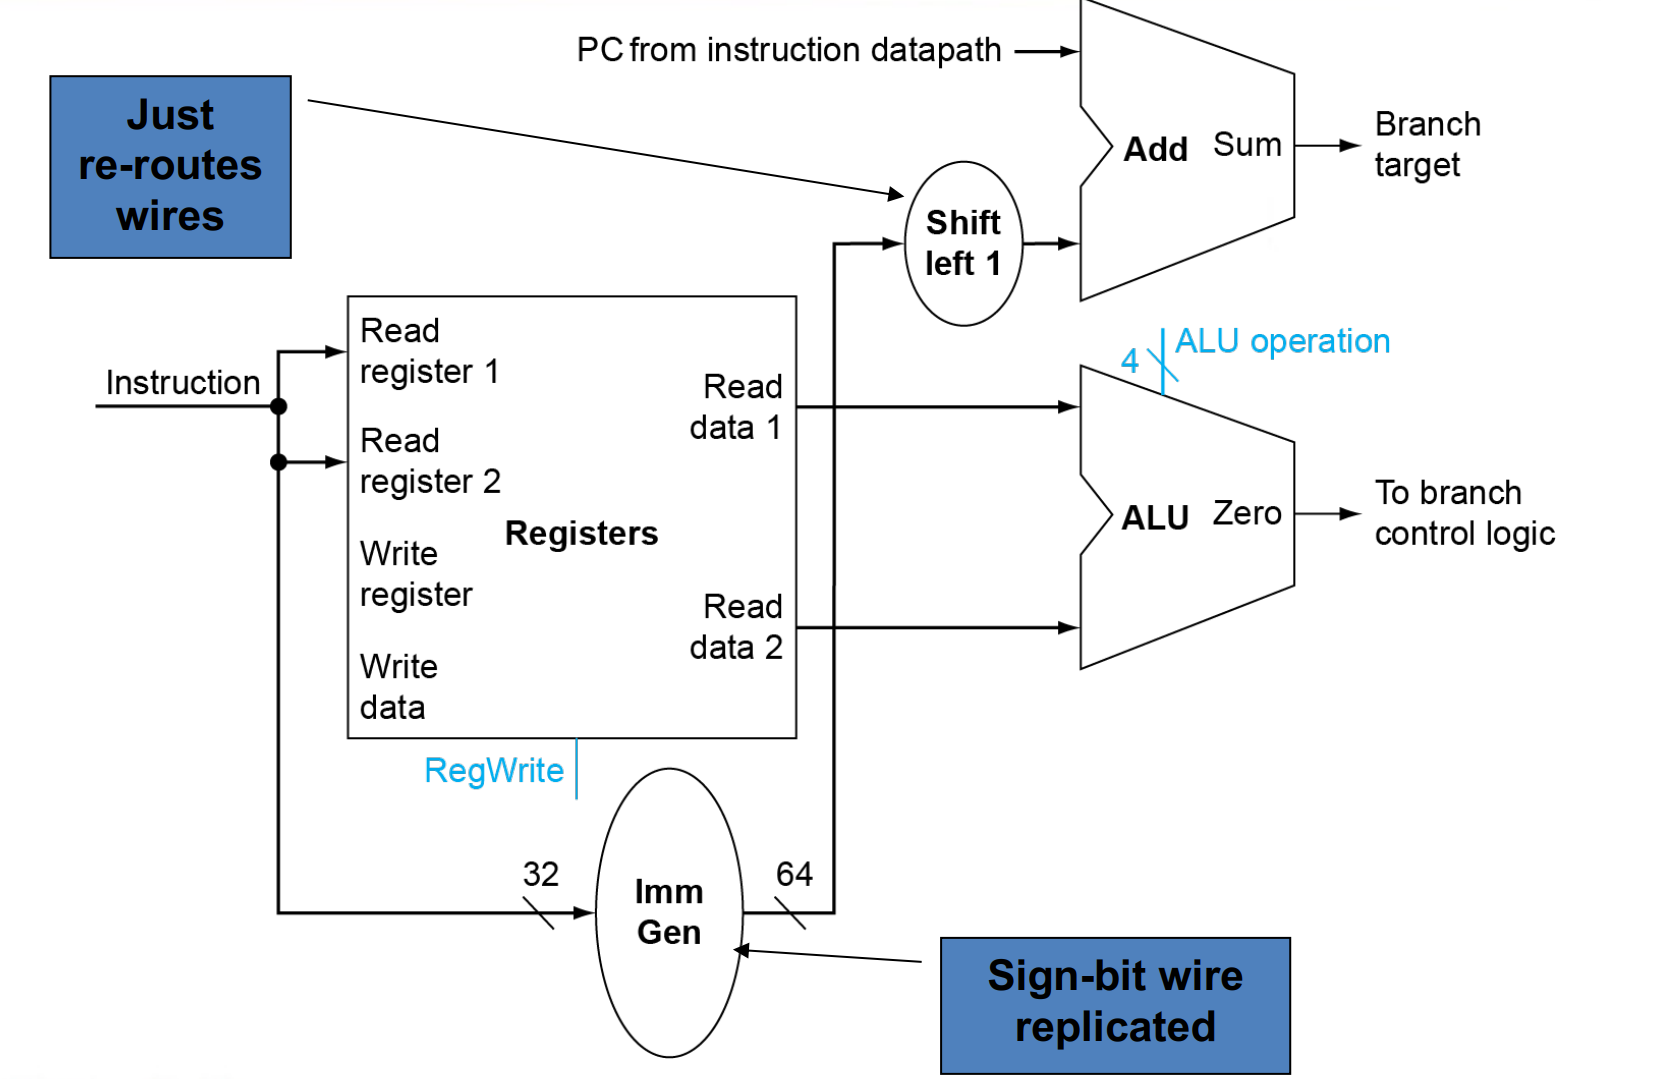 PC from instruction datapath
Just
re-routes
wires
Add
Sum
Branch
target
Shift
left 1
Instruction
Read
register 1
Read
register 2
Write
register
Write
data
Registers
Read
data 1
Read
data 2
RegWrite
4
ALU operation
ALU
Zero
To branch
control logic
32
Imm
Gen
64
Sign-bit wire
replicated